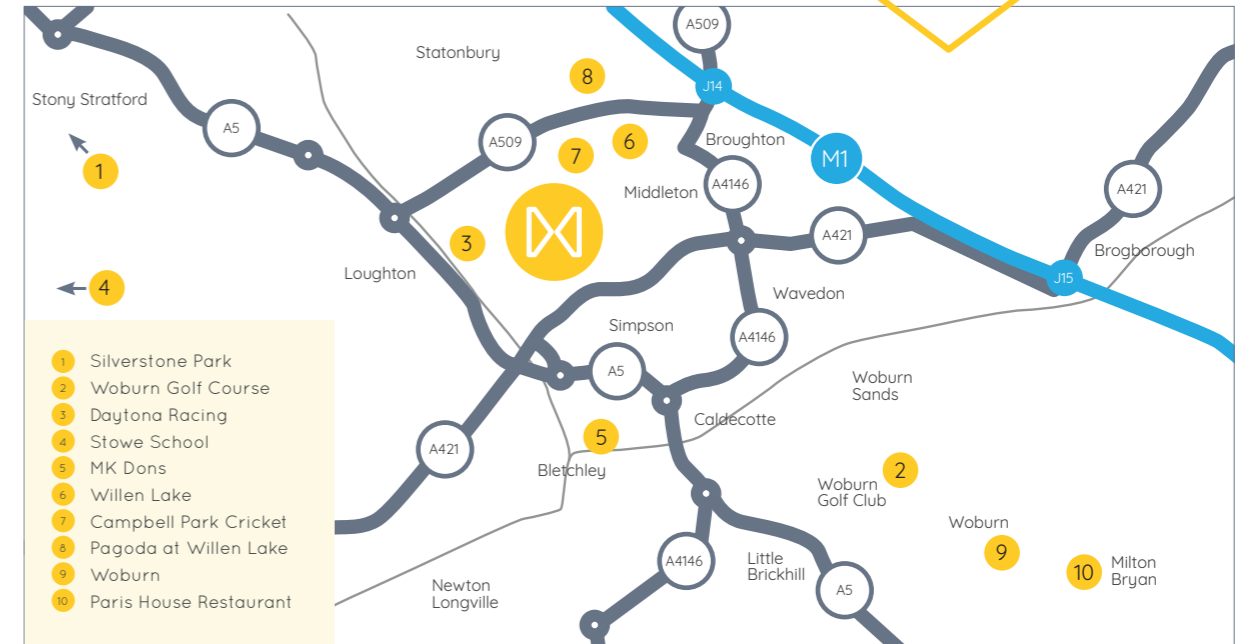 A509
Statonbury
8
J14
Stony Stratford
A5
A509
7
6
Broughton
M1
1
Middleton
A4146
A421
3
A421
Brogborough
Loughton
J15
4
Wavedon
Simpson
A4146
A5
Woburn
Sands
Caldecotte
5
A421
Bletchley
2
Woburn
Golf Club
Woburn
9
10
Milton
Bryan
A4146
Little
Brickhill
A5
Newton
Longville
1 Silverstone Park
2 Woburn Golf Course
3 Daytona Racing
4 Stowe School
5 MK Dons
6 Willen Lake
7 Campbell Park Cricket
8 Pagoda at Willen Lake
9 Woburn
10 Paris House Restaurant